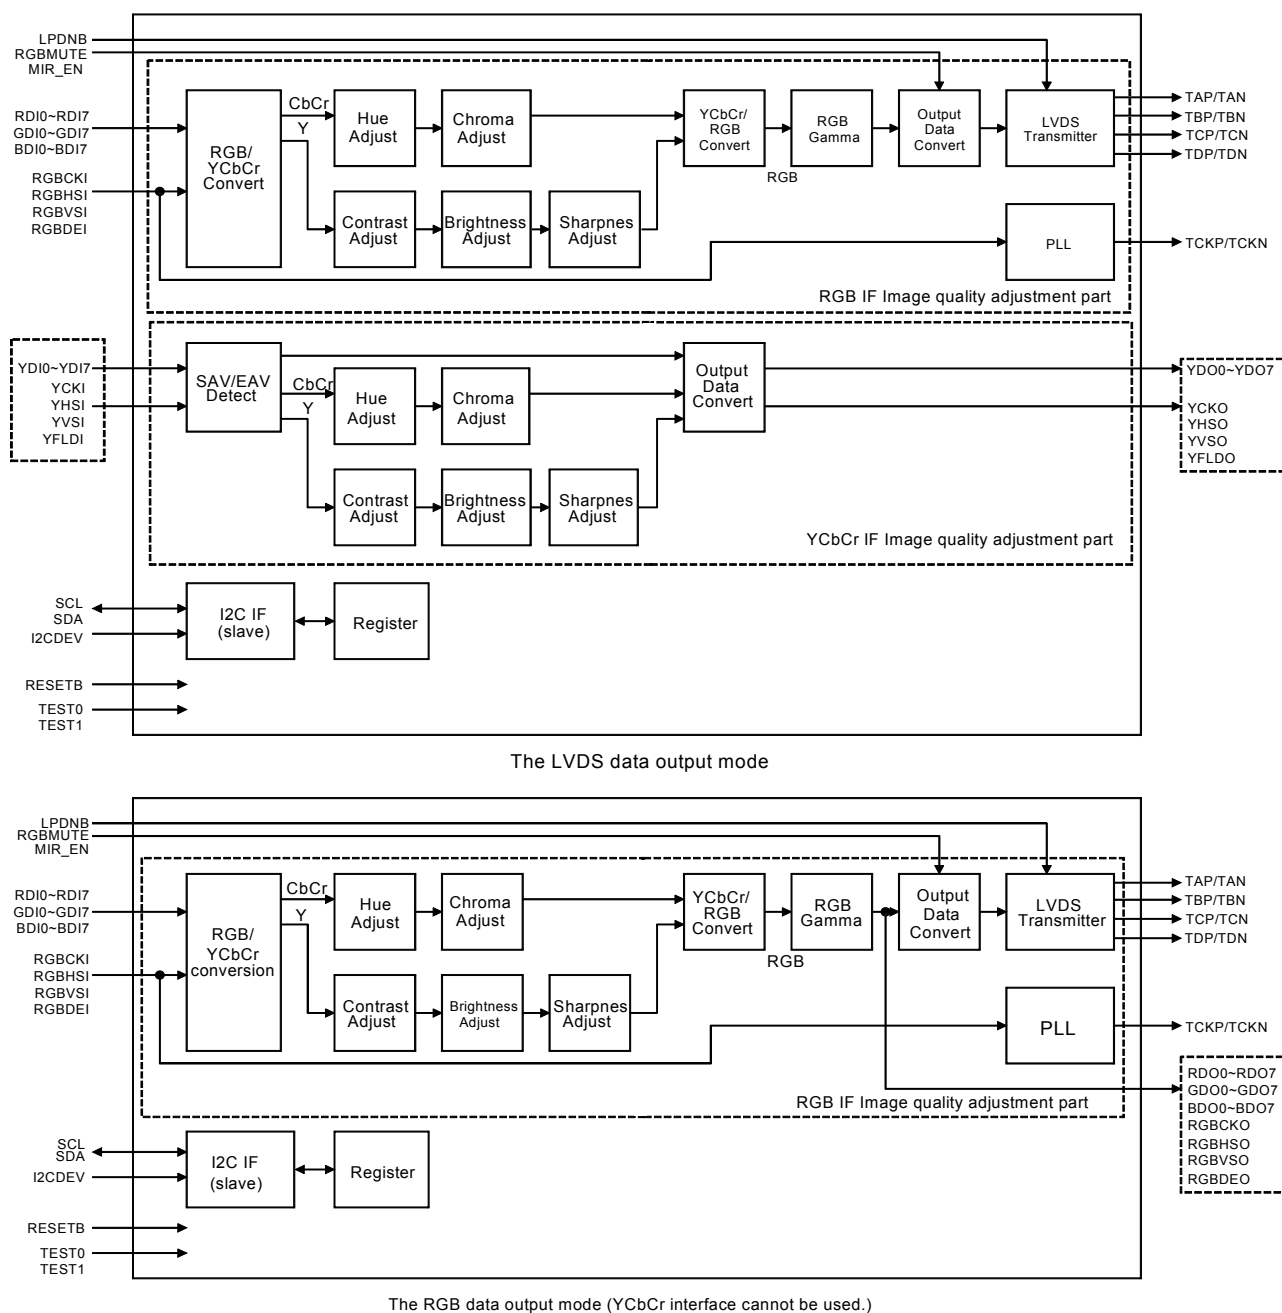 LPDNB
RGBMUTE
MIR_EN
RDI0~RDI7
GDI0~GDI7
BDI0~BDI7
RGBCKI
RGBHSI
RGBVSI
RGBDEI
RGB/
YCbCr
Convert
CbCr
Y
Hue
Adjust
Chroma
Adjust
Contrast
Adjust
Brightness
Adjust
Sharpnes
Adjust
YCbCr/
RGB
Convert
RGB
RGB
Gamma
Output
Data
Convert
LVDS
Transmitter
PLL
TAP/TAN
TBP/TBN
TCP/TCN
TDP/TDN
TCKP/TCKN
RGB IF Image quality adjustment part
YDI0~YDI7
YCKI
YHSI
YVSI
YFLDI
SAV/EAV
Detect
CbCr
Y
Hue
Adjust
Chroma
Adjust
Contrast
Adjust
Brightness
Adjust
Sharpnes
Adjust
Output
Data
Convert
YDO0~YDO7
YCKO
YHSO
YVSO
YFLDO
YCbCr IF Image quality adjustment part
SCL
SDA
I2CDEV
I2C IF
(slave)
Register
RESETB
TEST0
TEST1
The LVDS data output mode
LPDNB
RGBMUTE
MIR_EN
RDI0~RDI7
GDI0~GDI7
BDI0~BDI7
RGBCKI
RGBHSI
RGBVSI
RGBDEI
RGB/
YCbCr
conversion
CbCr
Y
Hue
Adjust
Chroma
Adjust
Contrast
Adjust
Brightness
Adjust
Sharpnes
Adjust
YCbCr/
RGB
Convert
RGB
RGB
Gamma
Output
Data
Convert
LVDS
Transmitter
PLL
TAP/TAN
TBP/TBN
TCP/TCN
TDP/TDN
TCKP/TCKN
RDO0~RDO7
GDO0~GDO7
BDO0~BDO7
RGBCKO
RGBHSO
RGBVSO
RGBDEO
RGB IF Image quality adjustment part
SCL
SDA
I2CDEV
I2C IF
(slave)
Register
RESETB
TEST0
TEST1
The RGB data output mode (YCbCr interface cannot be used.)